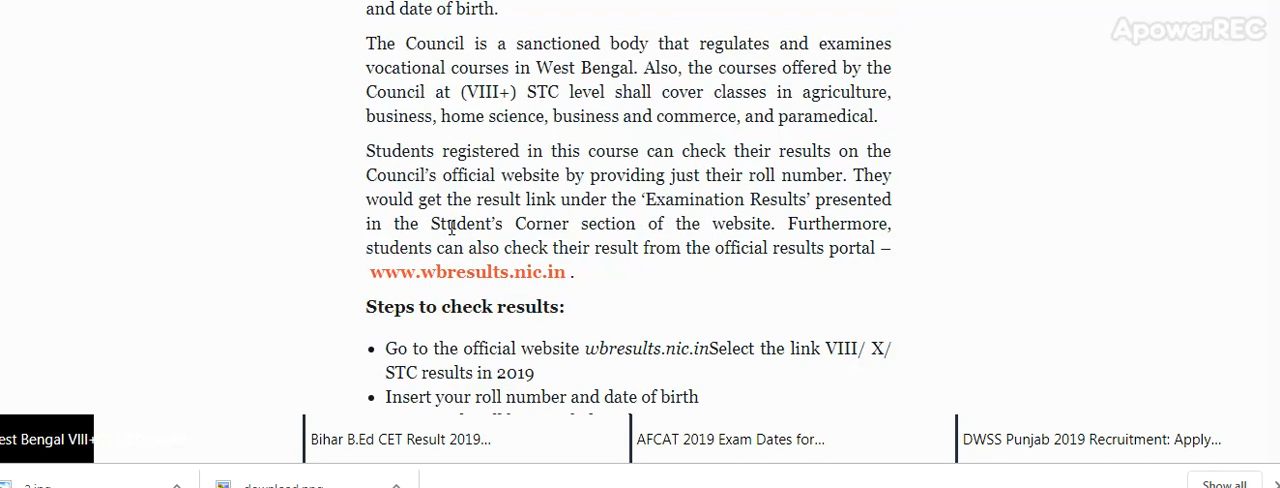 and date of birth.
ApowerREC
The Council is a sanctioned body that regulates and examines
vocational courses in West Bengal. Also, the courses offered by the
Council at (VIII+) STC level shall cover classes in agriculture,
business, home science, business and commerce, and paramedical.
Students registered in this course can check their results on the
Council's official website by providing just their roll number. They
would get the result link under the ‘Examination Results’ presented
in the Student's Corner section of the website. Furthermore,
students can also check their result from the official results portal –
www.wbresults.nic.in .
Steps to check results:
• Go to the official website wbresults.nic.inSelect the link VIII/ X/
STC results in 2019
• Insert your roll number and date of birth
est Bengal VIII+
Bihar B.Ed CET Result 2019...
AFCAT 2019 Exam Dates for...
DWSS Punjab 2019 Recruitment: Apply...
2.jpg
download.png
Show all